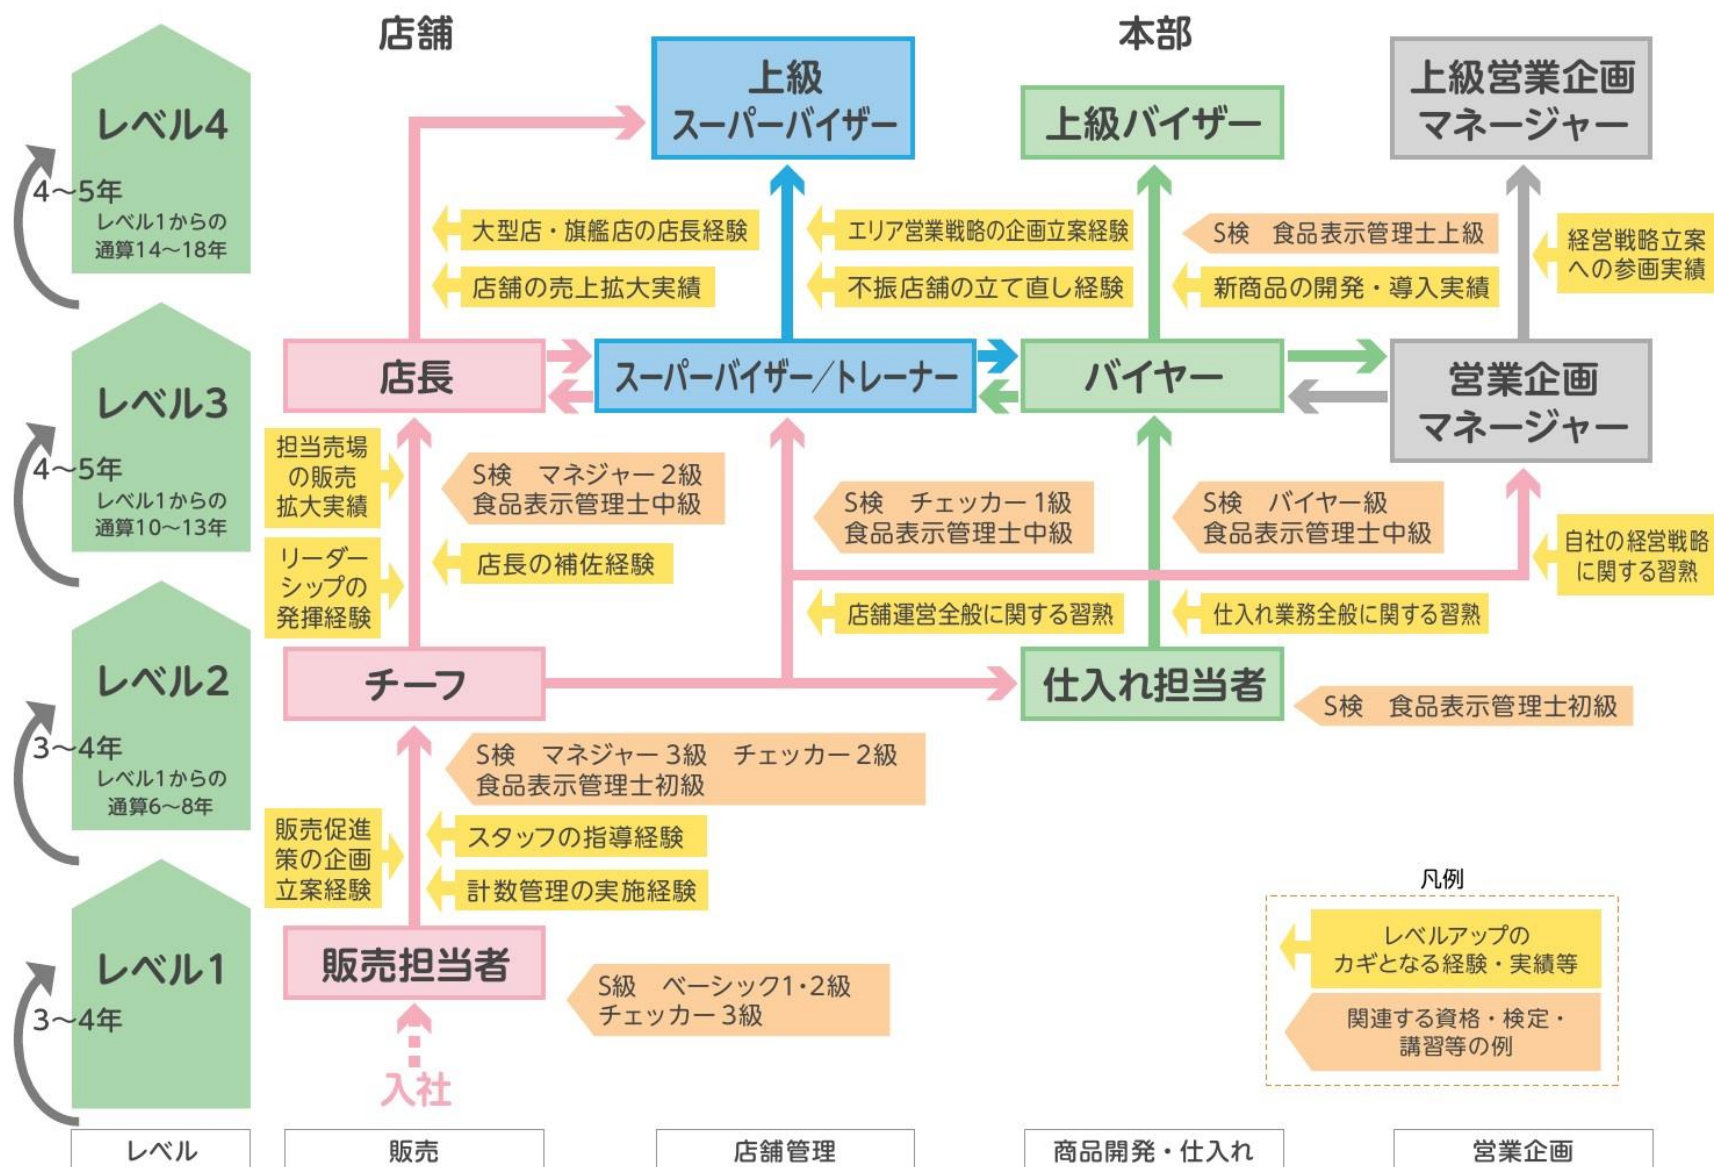 店舗
本部
レベル4
4〜5年
レベル1からの
通算14〜18年
上級
スーパーバイザー
上級バイザー
上級営業企画
マネージャー
大型店・旗艦店の店長経験
店舗の売上拡大実績
エリア営業戦略の企画立案経験
不振店舗の立て直し経験
S検　食品表示管理士上級
新商品の開発・導入実績
経営戦略立案
への参画実績
レベル3
4〜5年
レベル1からの
通算10〜13年
店長
スーパーバイザー／トレーナー
バイヤー
営業企画
マネージャー
担当売場
の販売
拡大実績
S検　マネジャー2級
食品表示管理士中級
S検　チェッカー1級
食品表示管理士中級
S検　バイヤー級
食品表示管理士中級
リーダー
シップの
発揮経験
店長の補佐経験
自社の経営戦略
に関する習熟
店舗運営全般に関する習熟
仕入れ業務全般に関する習熟
レベル2
3〜4年
レベル1からの
通算6〜8年
チーフ
仕入れ担当者
S検　食品表示管理士初級
S検　マネジャー3級　チェッカー2級
食品表示管理士初級
販売促進
策の企画
立案経験
スタッフの指導経験
計数管理の実施経験
レベル1
3〜4年
販売担当者
S級　ベーシック1・2級
チェッカー3級
入社
凡例
レベルアップの
カギとなる経験・実績等
関連する資格・検定・
講習等の例
レベル
販売
店舗管理
商品開発・仕入れ
営業企画